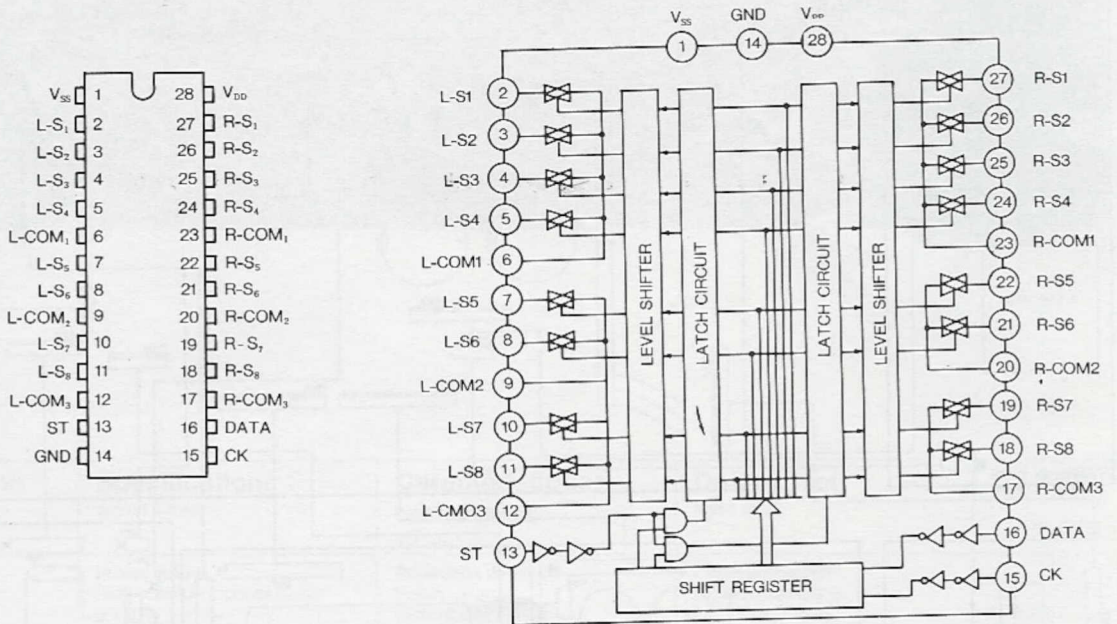 V_SS 1 28 V_DD
L-S₁ 2 27 R-S₁
L-S₂ 3 26 R-S₂
L-S₃ 4 25 R-S₃
L-S₄ 5 24 R-S₄
L-COM₁ 6 23 R-COM₁
L-S₅ 7 22 R-S₅
L-S₆ 8 21 R-S₆
9 20 R-COM₂
L-S₇ 10 19 R-S₇
L-S₈ 11 18 R-S₈
L-COM₃ 12 17 R-COM₃
ST 13 16 DATA
GND 14 15 CK
V_SS GND V_DD
1 14 28
L-S1 2
L-S2 3
L-S3 4
L-S4 5
L-COM1 6
L-S5 7
L-S6 8
L-COM2 9
L-S7 10
L-S8 11
L-CMO3 12
ST 13
LEVEL SHIFTER
LATCH CIRCUIT
LATCH CIRCUIT
LEVEL SHIFTER
SHIFT REGISTER
27 R-S1
26 R-S2
25 R-S3
24 R-S4
23 R-COM1
22 R-S5
21 R-S6
20 R-COM2
19 R-S7
18 R-S8
17 R-COM3
16 DATA
15 CK